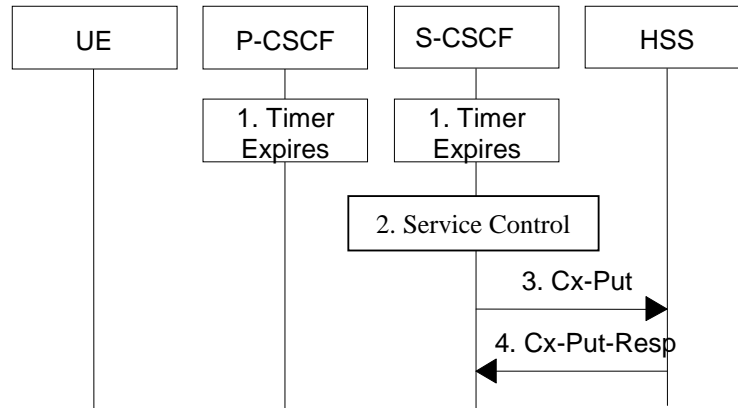 UE
P-CSCF
S-CSCF
HSS
1. Timer
Expires
1. Timer
Expires
2. Service Control
3. Cx-Put
4. Cx-Put-Resp